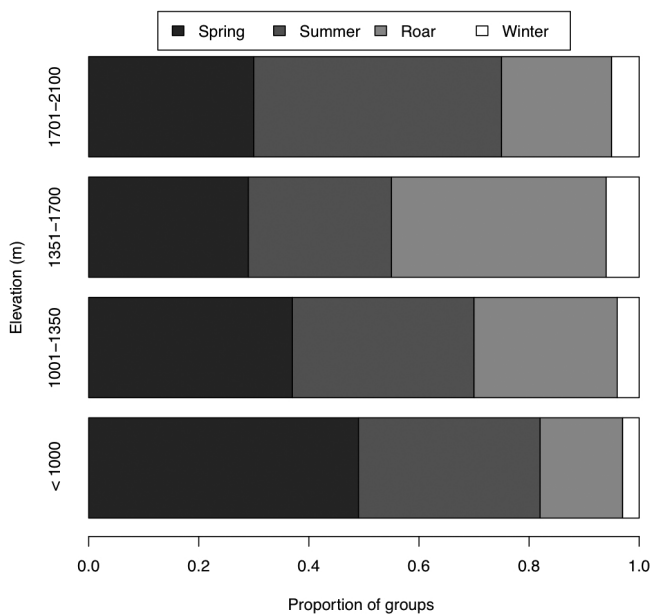 Spring Summer Roar Winter
1701–2100
1351–1700
1001–1350
< 1000
Elevation (m)
0.0 0.2 0.4 0.6 0.8 1.0
Proportion of groups